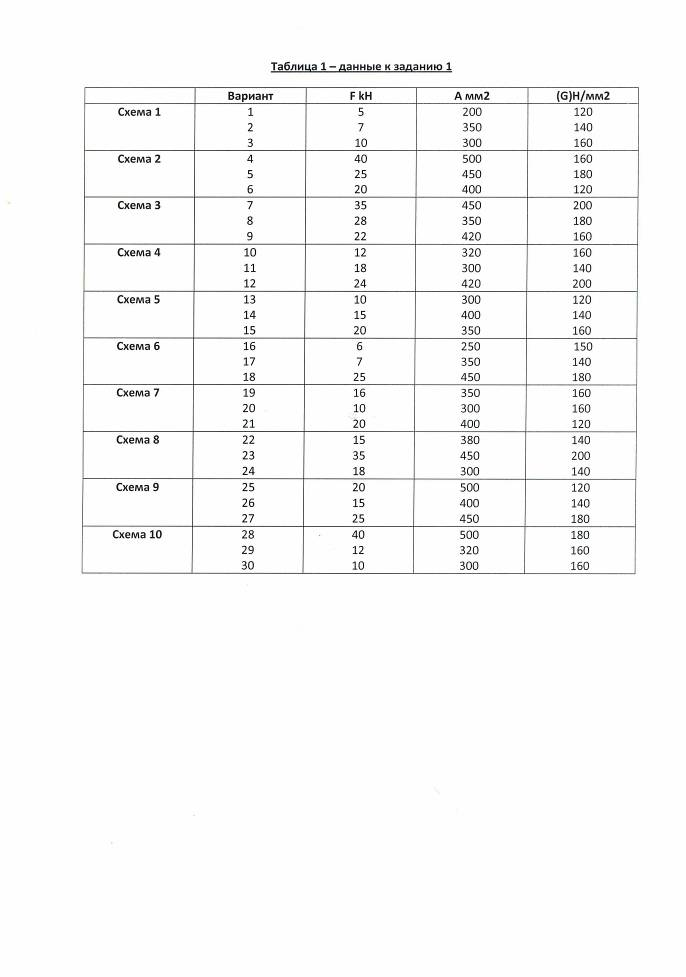 Таблица 1 – данные к заданию 1
Вариант F kH A мм2 (G)H/мм2
Схема 1 1 5 200 120
2 7 350 140
3 10 300 160
Схема 2 4 40 500 160
5 25 450 180
6 20 400 120
Схема 3 7 35 450 200
8 28 350 180
9 22 420 160
Схема 4 10 12 320 160
11 18 300 140
12 24 420 200
Схема 5 13 10 300 120
14 15 400 140
15 20 350 160
Схема 6 16 6 250 150
17 7 350 140
18 25 450 180
Схема 7 19 16 350 160
20 10 300 160
21 20 400 120
Схема 8 22 15 380 140
23 35 450 200
24 18 300 140
Схема 9 25 20 500 120
26 15 400 140
27 25 450 180
Схема 10 28 40 500 180
29 12 320 160
30 10 300 160